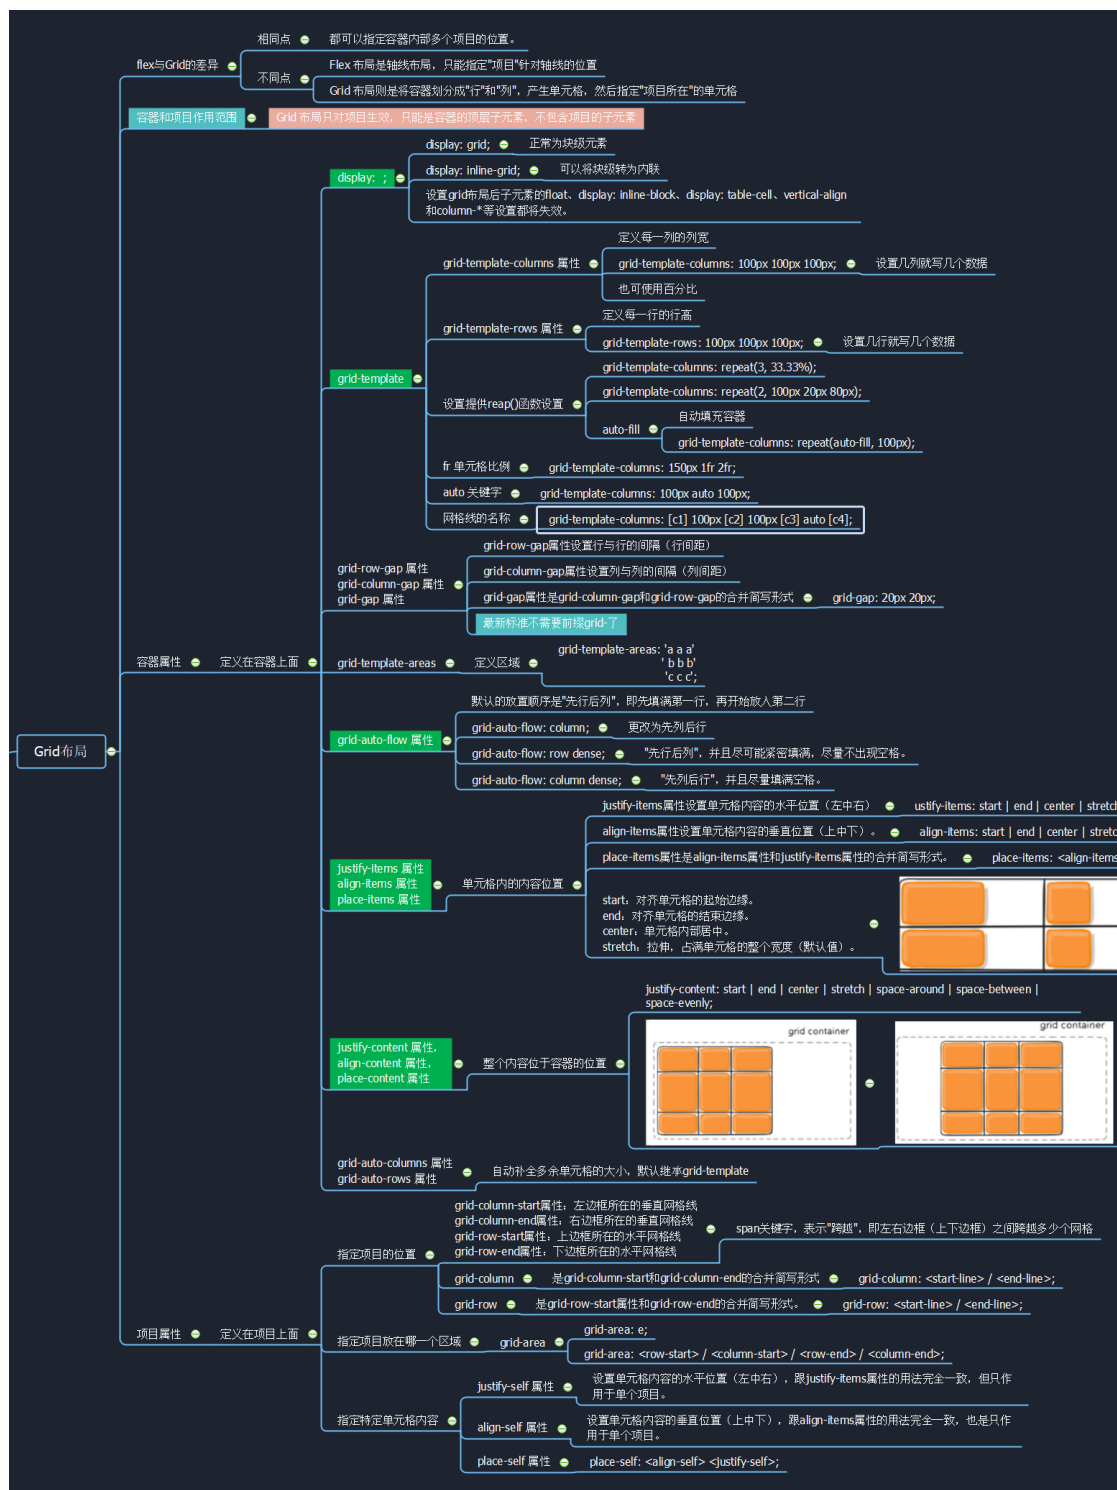 相同点
都可以指定容器内部多个项目的位置。
flex与Grid的差异
不同点
Flex 布局是轴线布局，只能指定"项目"针对轴线的位置
Grid 布局则是将容器划分成"行"和"列"，产生单元格，然后指定"项目所在"的单元格
容器和项目作用范围
Grid 布局只对项目生效，只能是容器的顶层子元素，不包含项目的子元素
display: ;
display: grid;
正常为块级元素
display: inline-grid;
可以将块级转为内联
设置grid布局后子元素的float、display: inline-block、display: table-cell、vertical-align
和column-*等设置都将失效。
grid-template
grid-template-columns 属性
定义每一列的列宽
grid-template-columns: 100px 100px 100px;
设置几列就写几个数据
也可使用百分比
grid-template-rows 属性
定义每一行的行高
grid-template-rows: 100px 100px 100px;
设置几行就写几个数据
设置提供reap()函数设置
grid-template-columns: repeat(3, 33.33%);
grid-template-columns: repeat(2, 100px 20px 80px);
auto-fill
自动填充容器
grid-template-columns: repeat(auto-fill, 100px);
fr 单元格比例
grid-template-columns: 150px 1fr 2fr;
auto 关键字
grid-template-columns: 100px auto 100px;
网格线的名称
grid-template-columns: [c1] 100px [c2] 100px [c3] auto [c4];
grid-row-gap 属性
grid-column-gap 属性
grid-gap 属性
grid-row-gap属性设置行与行的间隔（行间距）
grid-column-gap属性设置列与列的间隔（列间距）
grid-gap属性是grid-column-gap和grid-row-gap的合并简写形式
grid-gap: 20px 20px;
最新标准不需要前缀grid-了
容器属性
定义在容器上面
grid-template-areas
定义区域
grid-template-areas: 'a a a'
' b b b'
'c c c';
Grid布局
grid-auto-flow 属性
默认的放置顺序是"先行后列"，即先填满第一行，再开始放入第二行
grid-auto-flow: column;
更改为先列后行
grid-auto-flow: row dense;
"先行后列"，并且尽可能紧密填满，尽量不出现空格。
grid-auto-flow: column dense;
"先列后行"，并且尽量填满空格。
justify-items 属性
align-items 属性
place-items 属性
单元格内的内容位置
justify-items属性设置单元格内容的水平位置（左中右）
ustify-items: start | end | center | stretch
align-items属性设置单元格内容的垂直位置（上中下）。
align-items: start | end | center | stretc
place-items属性是align-items属性和justify-items属性的合并简写形式。
place-items: <align-items
start：对齐单元格的起始边缘。
end：对齐单元格的结束边缘。
center：单元格内部居中。
stretch：拉伸，占满单元格的整个宽度（默认值）。
justify-content 属性,
align-content 属性,
place-content 属性
整个内容位于容器的位置
justify-content: start | end | center | stretch | space-around | space-between |
space-evenly;
grid container
grid container
grid-auto-columns 属性
grid-auto-rows 属性
自动补全多余单元格的大小，默认继承grid-template
项目属性
定义在项目上面
指定项目的位置
grid-column-start属性：左边框所在的垂直网格线
grid-column-end属性：右边框所在的垂直网格线
grid-row-start属性：上边框所在的水平网格线
grid-row-end属性：下边框所在的水平网格线
span关键字，表示"跨越"，即左右边框（上下边框）之间跨越多少个网格
grid-column
是grid-column-start和grid-column-end的合并简写形式
grid-column: <start-line> / <end-line>;
grid-row
是grid-row-start属性和grid-row-end的合并简写形式。
grid-row: <start-line> / <end-line>;
指定项目放在哪一个区域
grid-area
grid-area: e;
grid-area: <row-start> / <column-start> / <row-end> / <column-end>;
指定特定单元格内容
justify-self 属性
设置单元格内容的水平位置（左中右），跟justify-items属性的用法完全一致，但只作
用于单个项目。
align-self 属性
设置单元格内容的垂直位置（上中下），跟align-items属性的用法完全一致，也是只作
用于单个项目。
place-self 属性
place-self: <align-self> <justify-self>;